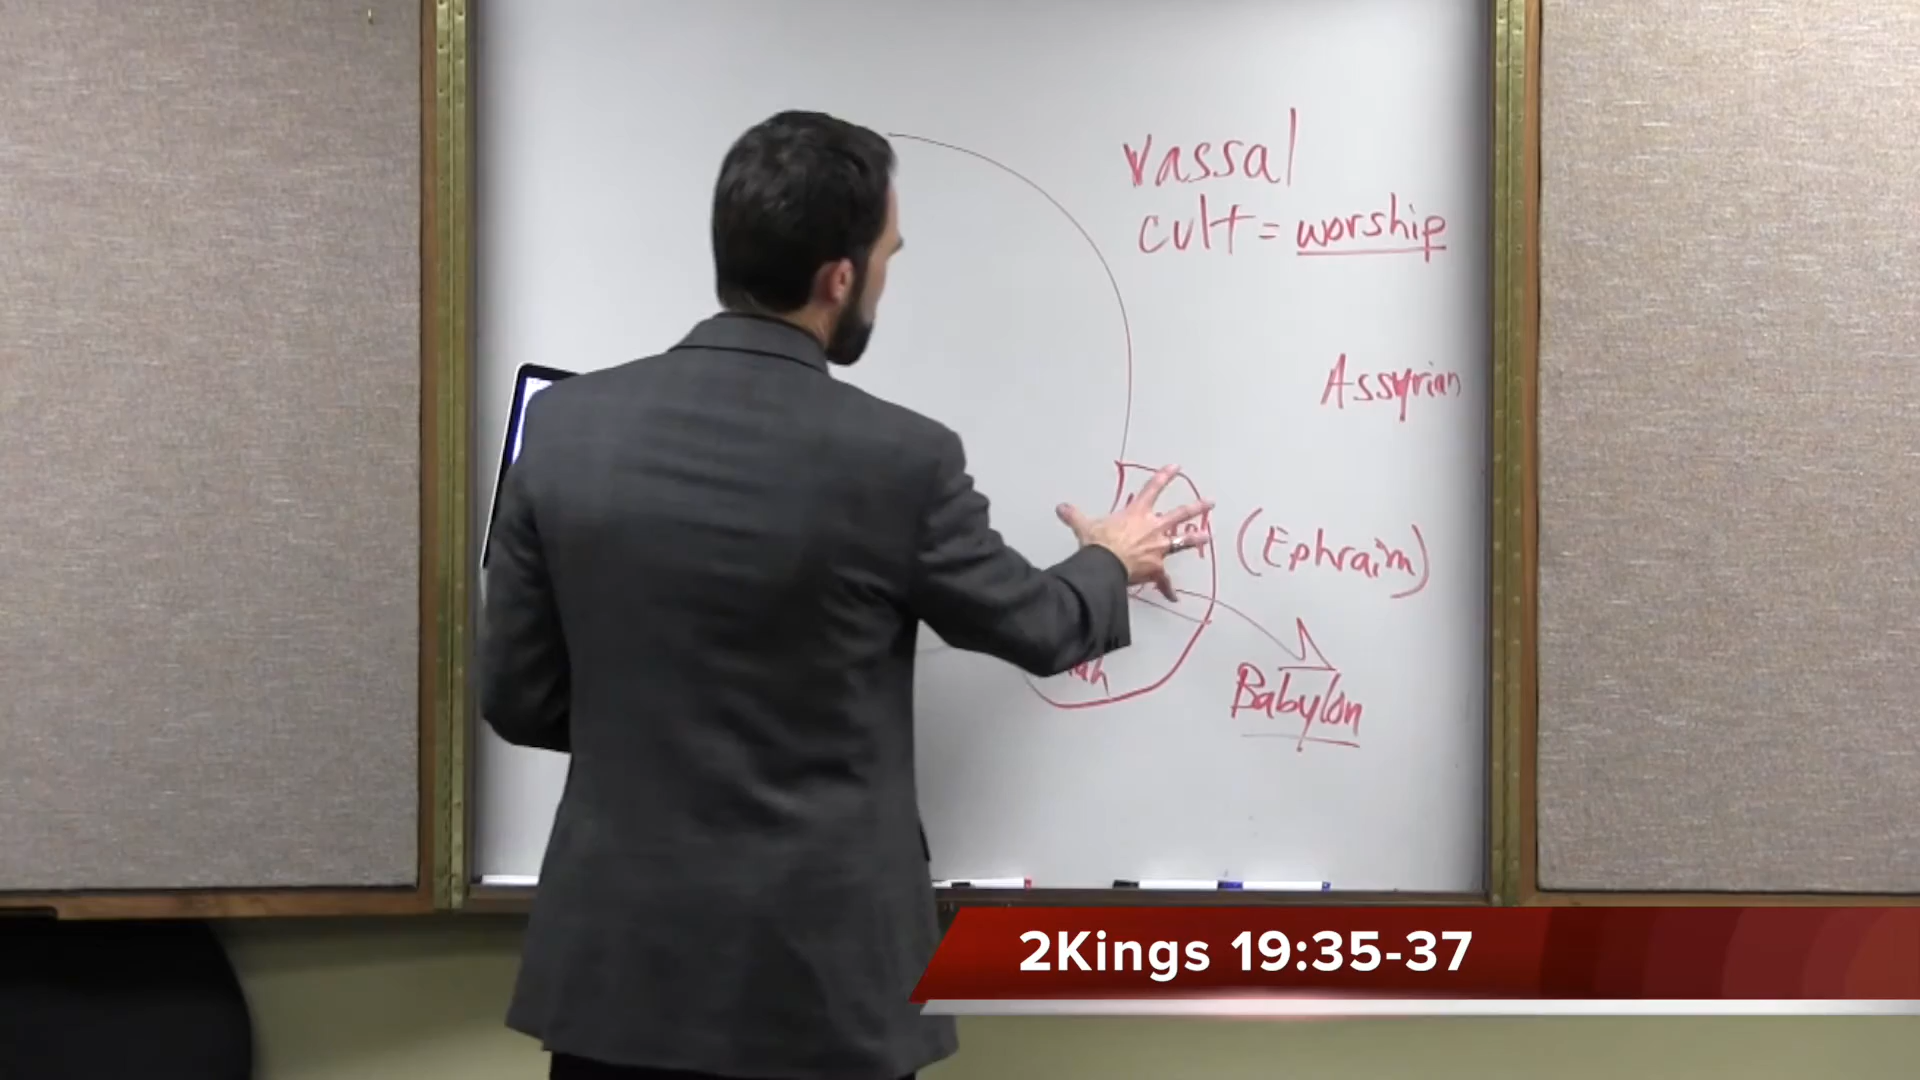 vassal
cult = worship
Assyrian
(Ephraim)
Babylon
2Kings 19:35-37